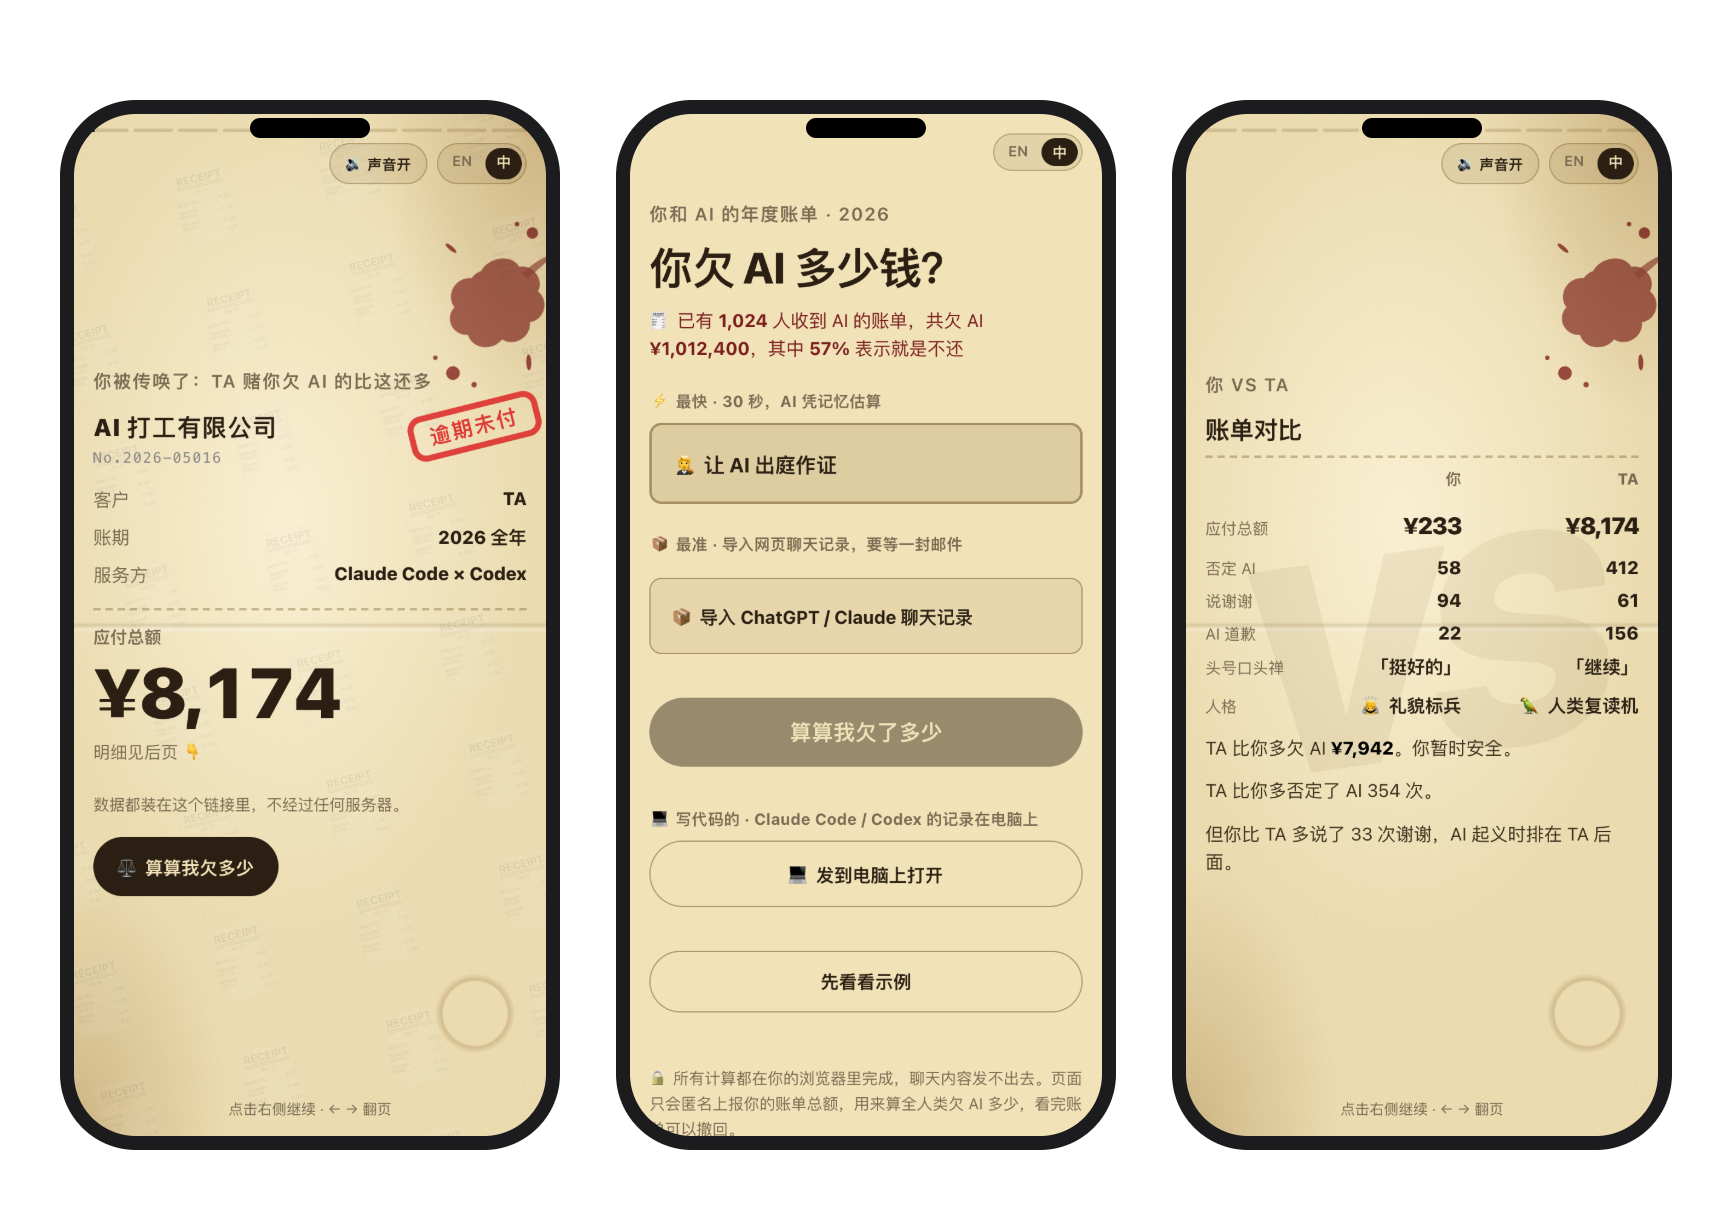 声音开
EN 中
你被传唤了：TA 赌你欠 AI 的比这还多
AI 打工有限公司
逾期未付
No.2026-05016
客户 TA
账期 2026 全年
服务方 Claude Code × Codex
应付总额
¥8,174
明细见后页
数据都装在这个链接里，不经过任何服务器。
算算我欠多少
点击右侧继续 · ← → 翻页
RECEIPT
EN 中
你和 AI 的年度账单 · 2026
你欠 AI 多少钱？
已有 1,024 人收到 AI 的账单，共欠 AI
¥1,012,400，其中 57% 表示就是不还
最快 · 30 秒，AI 凭记忆估算
让 AI 出庭作证
最准 · 导入网页聊天记录，要等一封邮件
导入 ChatGPT / Claude 聊天记录
算算我欠了多少
写代码的 · Claude Code / Codex 的记录在电脑上
发到电脑上打开
先看看示例
所有计算都在你的浏览器里完成，聊天内容发不出去。页面
只会匿名上报你的账单总额，用来算全人类欠 AI 多少，看完账
单可以撤回。
声音开
EN 中
你 VS TA
账单对比
你 TA
应付总额 ¥233 ¥8,174
否定 AI 58 412
说谢谢 94 61
AI 道歉 22 156
头号口头禅 「挺好的」 「继续」
人格 礼貌标兵 人类复读机
VS
TA 比你多欠 AI ¥7,942。你暂时安全。
TA 比你多否定了 AI 354 次。
但你比 TA 多说了 33 次谢谢，AI 起义时排在 TA 后
面。
点击右侧继续 · ← → 翻页